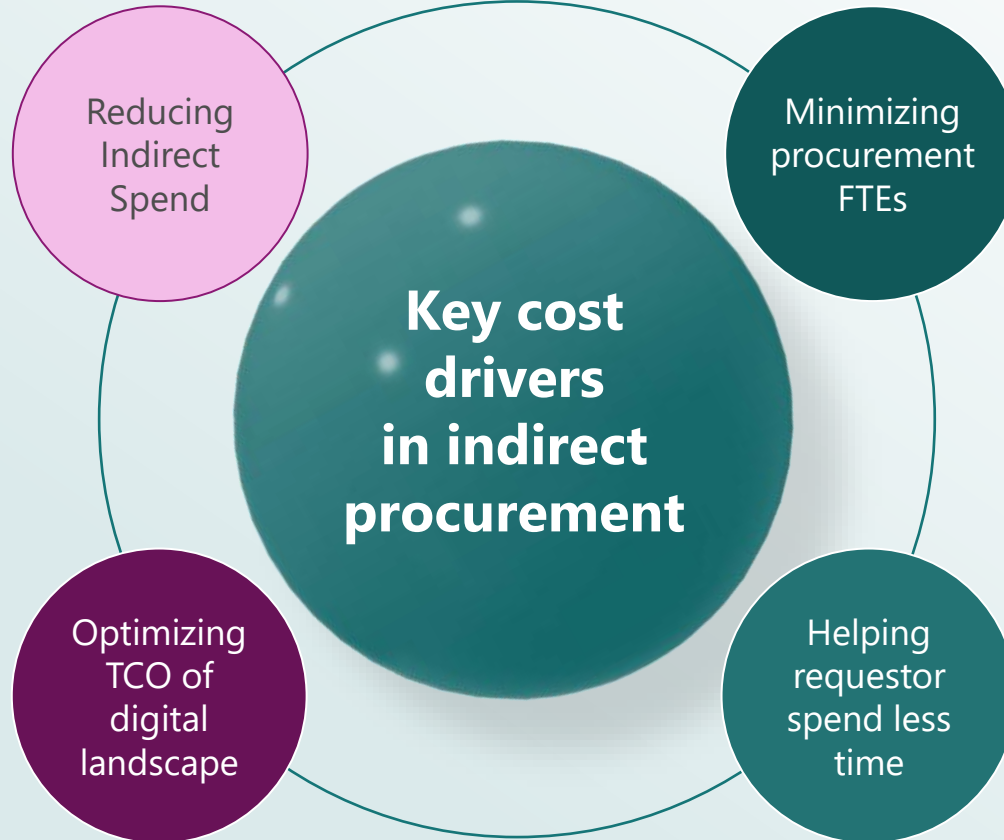 Reducing
Indirect
Spend
Minimizing
procurement
FTEs
Key cost
drivers
in indirect
procurement
Optimizing
TCO of
digital
landscape
Helping
requestor
spend less
time